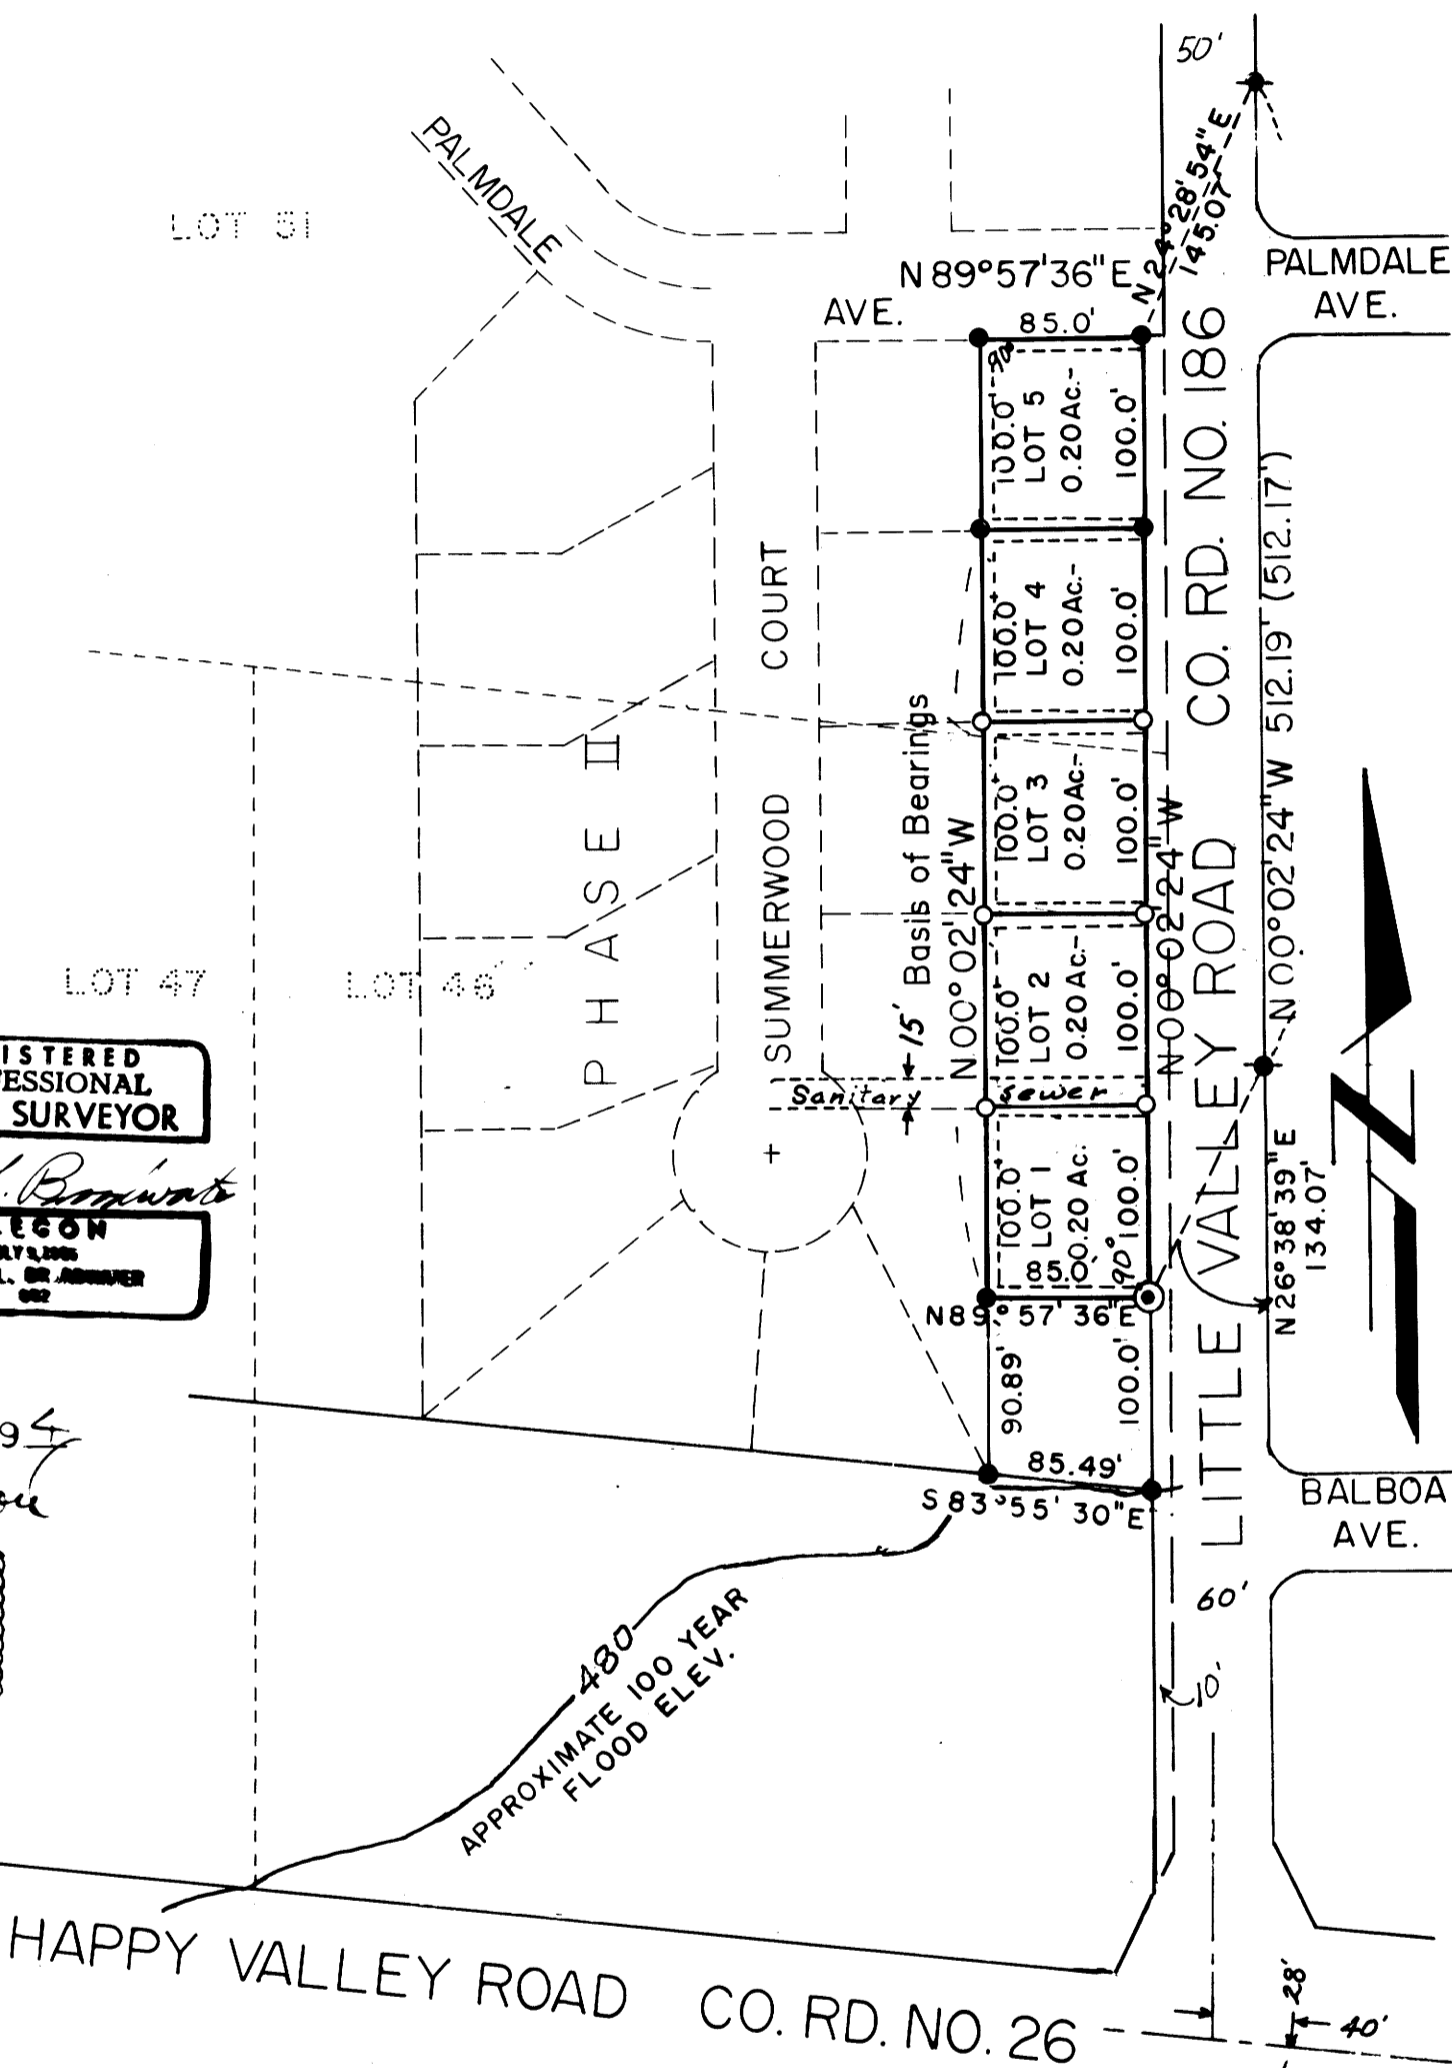 50'
PALMDALE
LOT 51
N 24°28'54" E
145.07'
N 89°57'36" E
PALMDALE
AVE.
AVE.
85.0'
90°
100.0'
LOT 5
0.20 Ac.
100.0'
CO. RD. NO. 186
100.0'
LOT 4
0.20 Ac.
100.0'
COURT
N 00°02'24" W 512.19' (512.17')
Basis of Bearings
N 00°02'24" W
100.0'
LOT 3
0.20 Ac.
100.0'
N 00°02'24" W
PHASE II
SUMMERWOOD
LOT 47
LOT 46
100.0'
LOT 2
0.20 Ac.
100.0'
15'
Sanitary Sewer
LITTLE VALLEY ROAD
ISTERED
ESSIONAL
SURVEYOR
EGON
100.0'
LOT 1
0.20 Ac.
100.0'
85.0'
90°
N 89° 57' 36" E
N 26°38'39" E
134.07'
N
90.89'
100.0'
85.49'
S 83°55' 30" E
94
BALBOA
AVE.
60'
10'
480
APPROXIMATE 100 YEAR
FLOOD ELEV.
HAPPY VALLEY ROAD CO. RD. NO. 26
28'
40'